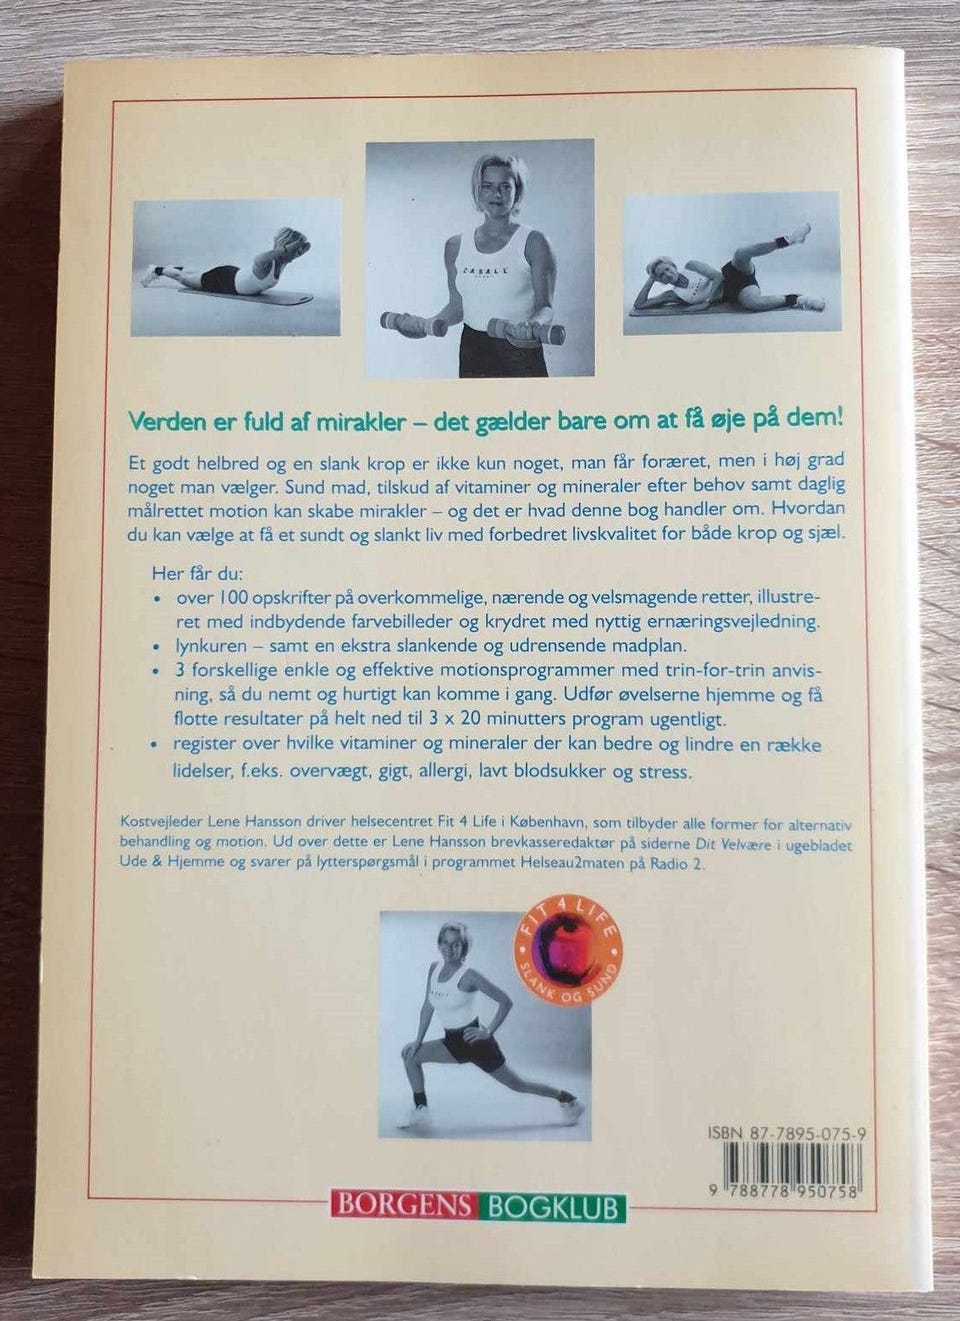 CASALL
Verden er fuld af mirakler – det gælder bare om at få øje på dem!
Et godt helbred og en slank krop er ikke kun noget, man får foræret, men i høj grad
noget man vælger. Sund mad, tilskud af vitaminer og mineraler efter behov samt daglig
målrettet motion kan skabe mirakler – og det er hvad denne bog handler om. Hvordan
du kan vælge at få et sundt og slankt liv med forbedret livskvalitet for både krop og sjæl.
Her får du:
• over 100 opskrifter på overkommelige, nærende og velsmagende retter, illustre-
ret med indbydende farvebilleder og krydret med nyttig ernæringsvejledning.
• lynkuren – samt en ekstra slankende og udrensende madplan.
• 3 forskellige enkle og effektive motionsprogrammer med trin-for-trin anvis-
ning, så du nemt og hurtigt kan komme i gang. Udfør øvelserne hjemme og få
flotte resultater på helt ned til 3 x 20 minutters program ugentligt.
• register over hvilke vitaminer og mineraler der kan bedre og lindre en række
lidelser, f.eks. overvægt, gigt, allergi, lavt blodsukker og stress.
Kostvejleder Lene Hansson driver helsecentret Fit 4 Life i København, som tilbyder alle former for alternativ
behandling og motion. Ud over dette er Lene Hansson brevkasseredaktør på siderne Dit Velvære i ugebladet
Ude & Hjemme og svarer på lytterspørgsmål i programmet Helseau2maten på Radio 2.
• FIT 4 LIFE •
SLANK OG SUND
ISBN 87-7895-075-9
9 788778 950758
BORGENS BOGKLUB